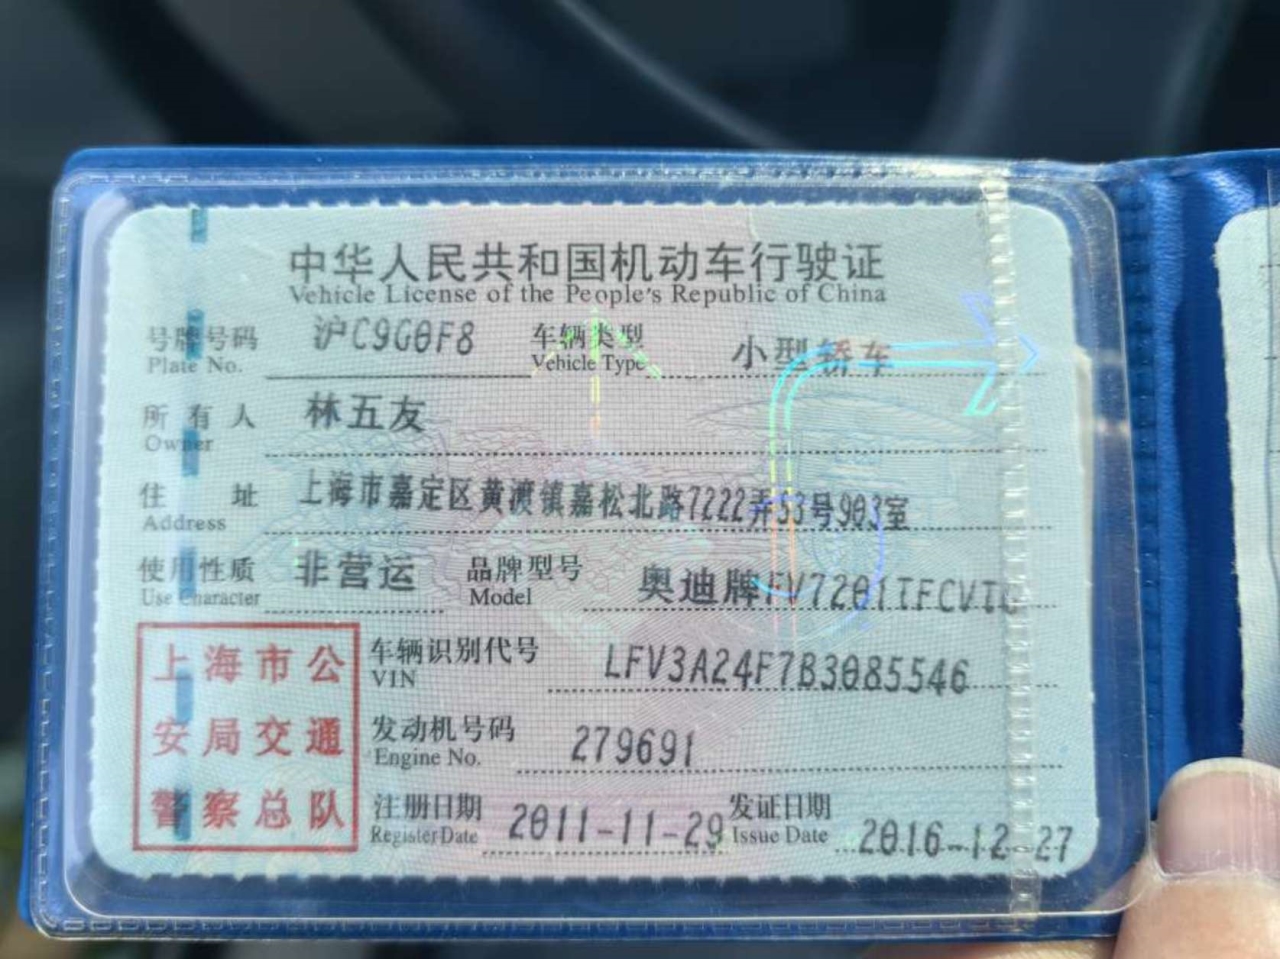 中华人民共和国机动车行驶证
Vehicle License of the People's Republic of China
号牌号码 沪C9G0F8 车辆类型 小型轿车
Plate No. Vehicle Type
所有人 林五友
Owner
住址 上海市嘉定区黄渡镇嘉松北路7222弄53号903室
Address
使用性质 非营运 品牌型号 奥迪牌FV7201TFCVTG
Use Character Model
车辆识别代号 LFV3A24F7B3085546
VIN
发动机号码 279691
Engine No.
注册日期 2011-11-29 发证日期 2016-12-27
Register Date Issue Date
上海市公
安局交通
警察总队